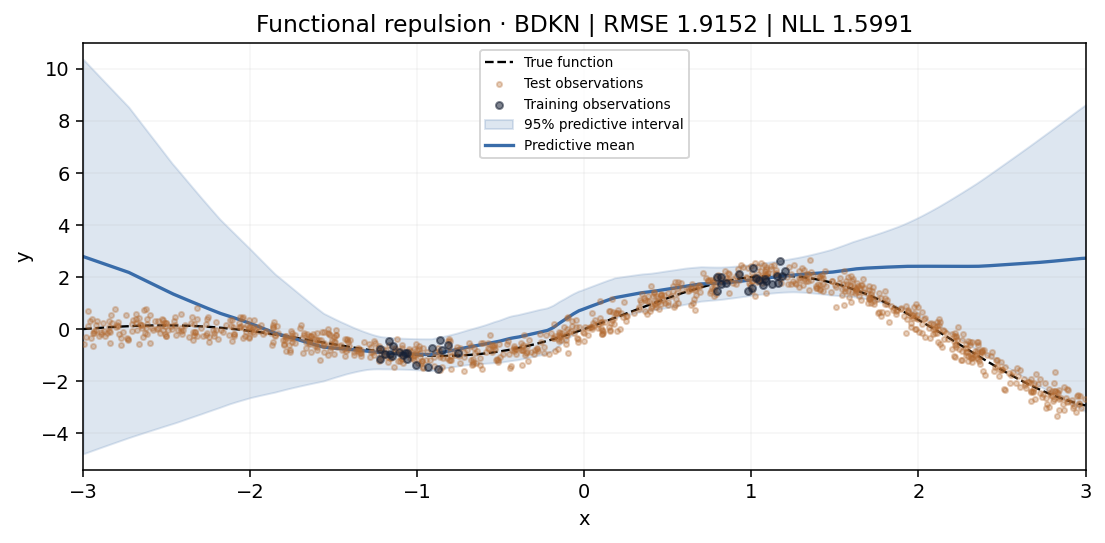 Functional repulsion · BDKN | RMSE 1.9152 | NLL 1.5991
True function
Test observations
Training observations
95% predictive interval
Predictive mean
10
8
6
4
2
0
−2
−4
y
−3
−2
−1
0
1
2
3
x